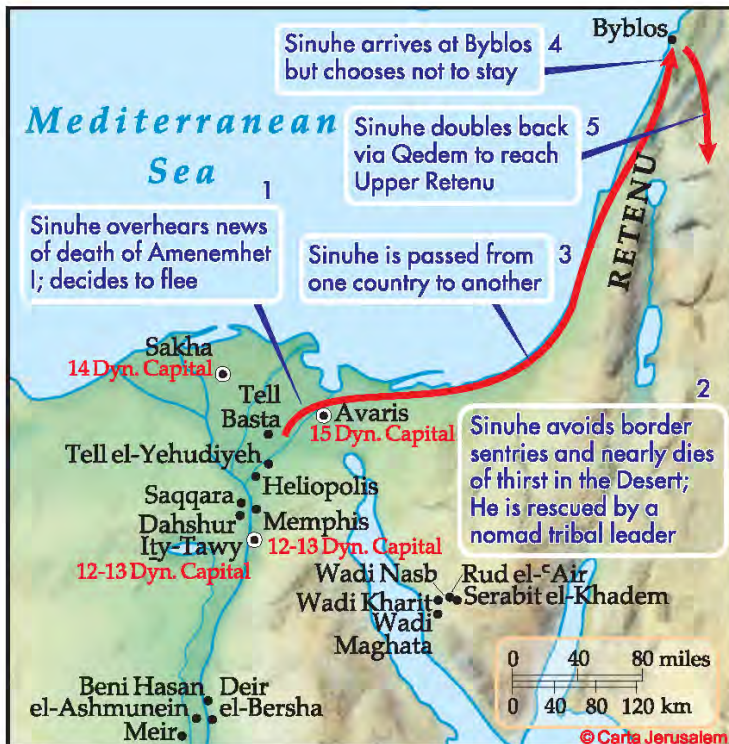 Byblos
Sinuhe arrives at Byblos 4
but chooses not to stay
Mediterranean
Sea
Sinuhe doubles back 5
via Qedem to reach
Upper Retenu
RETENU
1
Sinuhe overhears news
of death of Amenemhet
I; decides to flee
Sinuhe is passed from 3
one country to another
Sakha
14 Dyn. Capital
Tell
Basta
Avaris
15 Dyn. Capital
2
Sinuhe avoids border
sentries and nearly dies
of thirst in the Desert;
He is rescued by a
nomad tribal leader
Tell el-Yehudiyeh
Heliopolis
Saqqara
Dahshur
Memphis
Ity-Tawy
12-13 Dyn. Capital
12-13 Dyn. Capital
Wadi Nasb
Rud el-ʿAir
Wadi Kharit
Serabit el-Khadem
Wadi
Maghata
0 40 80 miles
0 40 80 120 km
Beni Hasan
Deir
el-Bersha
el-Ashmunein
Meir
© Carta Jerusalem